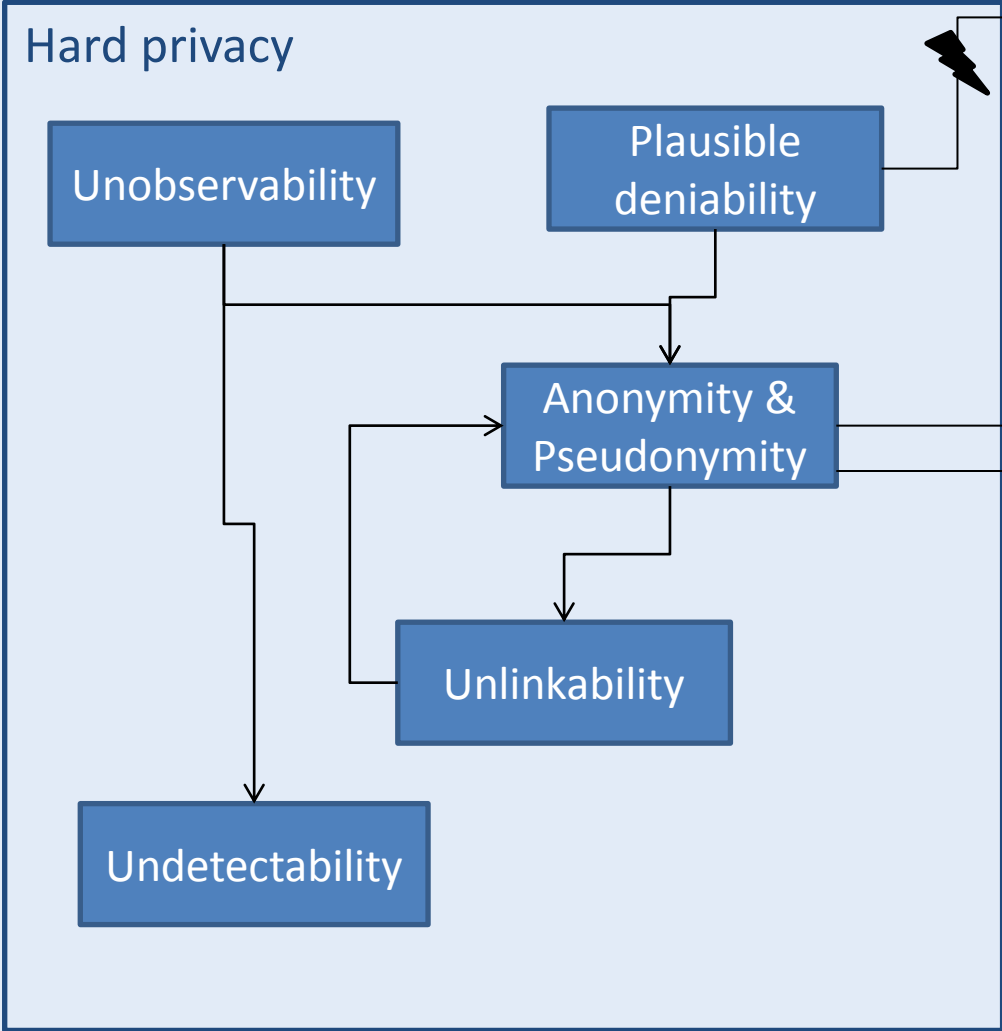 Hard privacy
Unobservability
Plausible
deniability
Anonymity &
Pseudonymity
Unlinkability
Undetectability